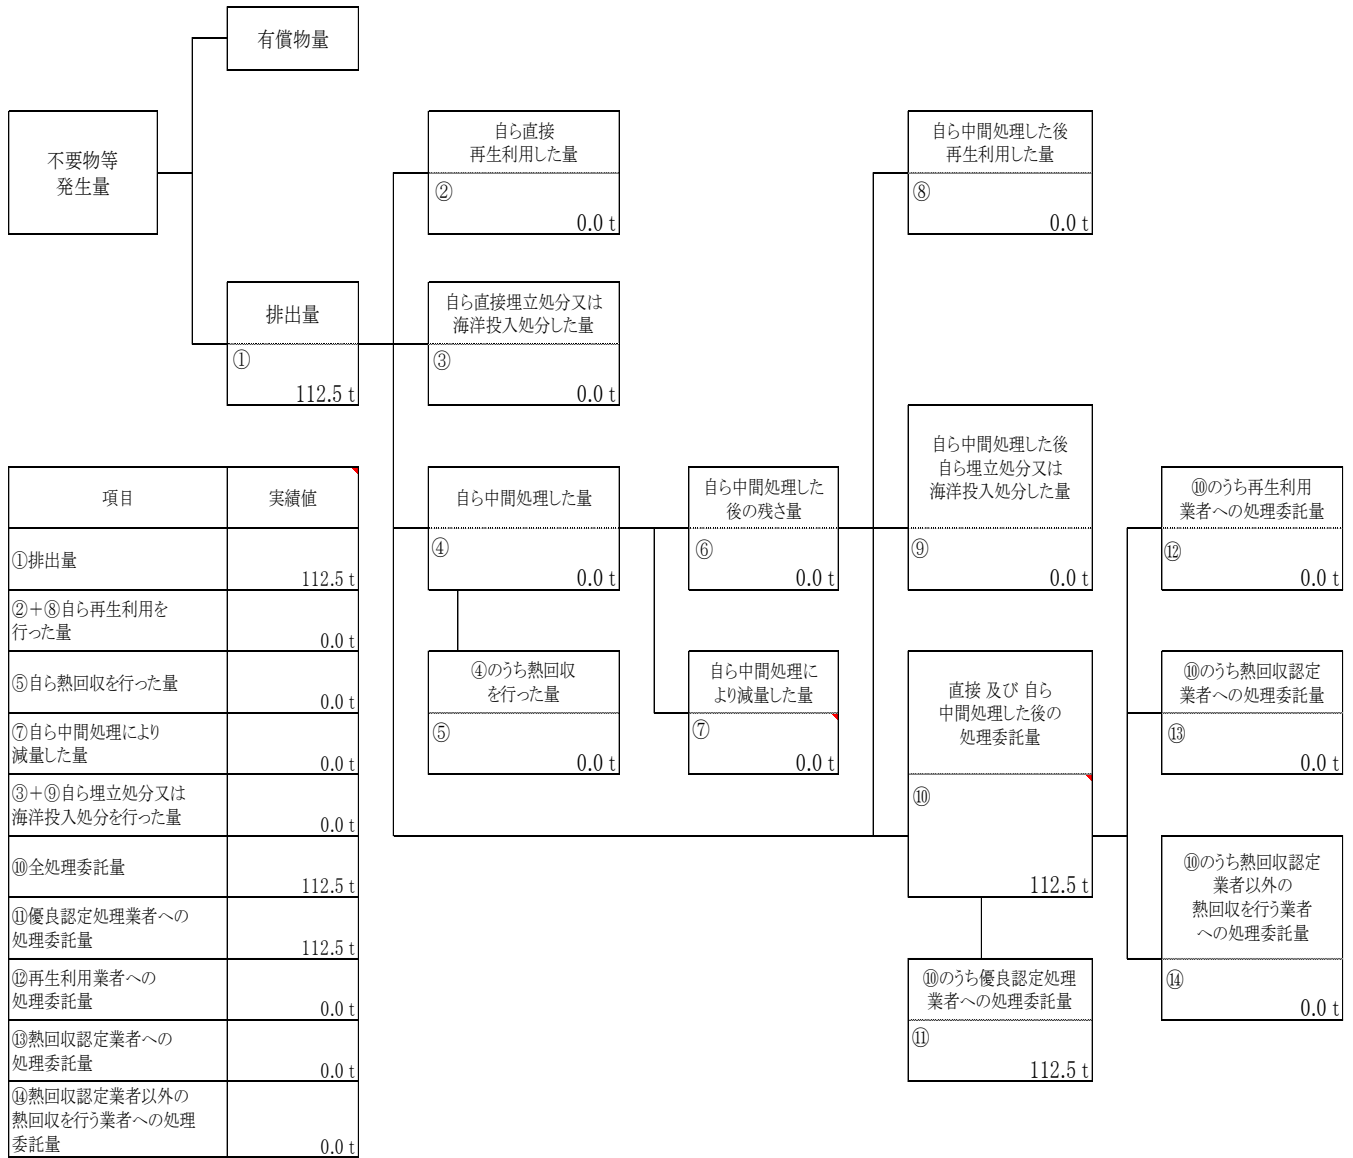 有償物量
不要物等
発生量
自ら直接
再生利用した量
②
0.0 t
自ら中間処理した後
再生利用した量
⑧
0.0 t
排出量
①
112.5 t
自ら直接埋立処分又は
海洋投入処分した量
③
0.0 t
自ら中間処理した量
④
0.0 t
自ら中間処理した
後の残さ量
⑥
0.0 t
自ら中間処理した後
自ら埋立処分又は
海洋投入処分した量
⑨
0.0 t
⑩のうち再生利用
業者への処理委託量
⑫
0.0 t
④のうち熱回収
を行った量
⑤
0.0 t
自ら中間処理に
より減量した量
⑦
0.0 t
直接 及び 自ら
中間処理した後の
処理委託量
⑩
112.5 t
⑩のうち熱回収認定
業者への処理委託量
⑬
0.0 t
⑩のうち熱回収認定
業者以外の
熱回収を行う業者
への処理委託量
⑭
0.0 t
⑩のうち優良認定処理
業者への処理委託量
⑪
112.5 t
項目
実績値
①排出量
112.5 t
②＋⑧自ら再生利用を
行った量
0.0 t
⑤自ら熱回収を行った量
0.0 t
⑦自ら中間処理により
減量した量
0.0 t
③＋⑨自ら埋立処分又は
海洋投入処分を行った量
0.0 t
⑩全処理委託量
112.5 t
⑪優良認定処理業者への
処理委託量
112.5 t
⑫再生利用業者への
処理委託量
0.0 t
⑬熱回収認定業者への
処理委託量
0.0 t
⑭熱回収認定業者以外の
熱回収を行う業者への処理
委託量
0.0 t